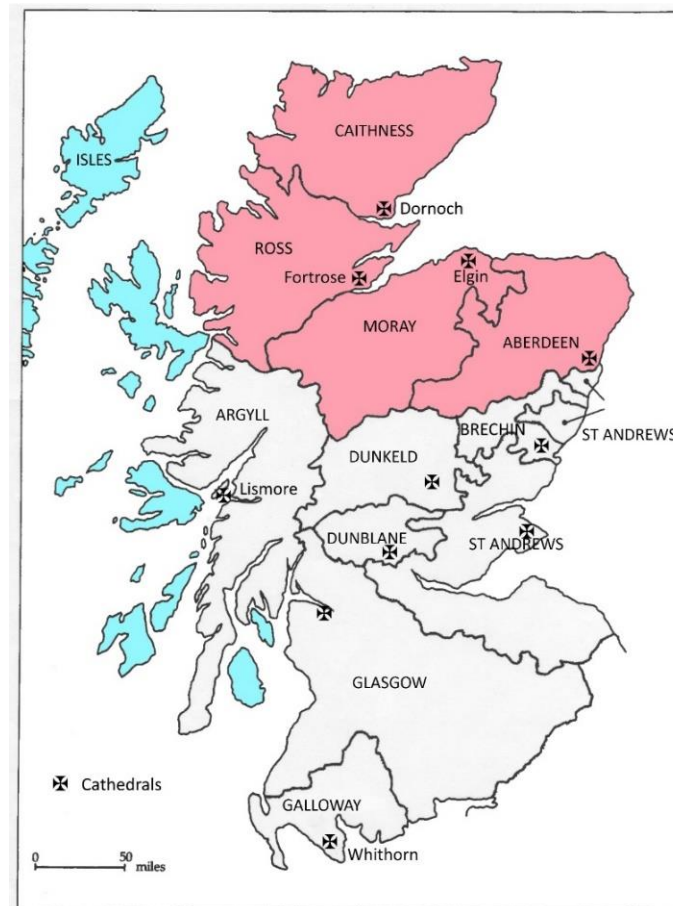 CAITHNESS
ISLES
Dornoch
ROSS
Fortrose
Elgin
MORAY
ABERDEEN
ARGYLL
BRECHIN
ST ANDREWS
DUNKELD
Lismore
DUNBLANE
ST ANDREWS
GLASGOW
Cathedrals
GALLOWAY
Whithorn
0 50
miles